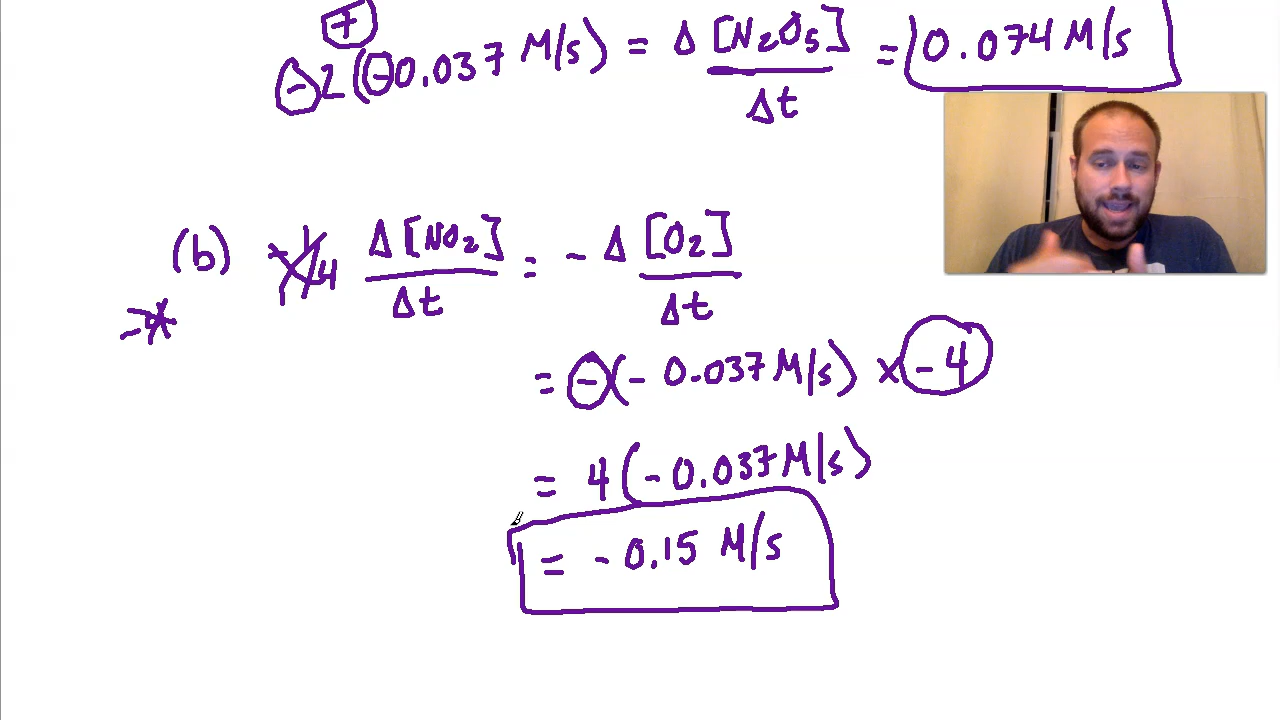 +
-2(-0.037 M/s) = Δ[N₂O₅]/Δt = 0.074 M/s
(b) 1/4 Δ[NO₂]/Δt = -Δ[O₂]/Δt
= -(-0.037 M/s) × -4
= 4(-0.037 M/s)
= -0.15 M/s